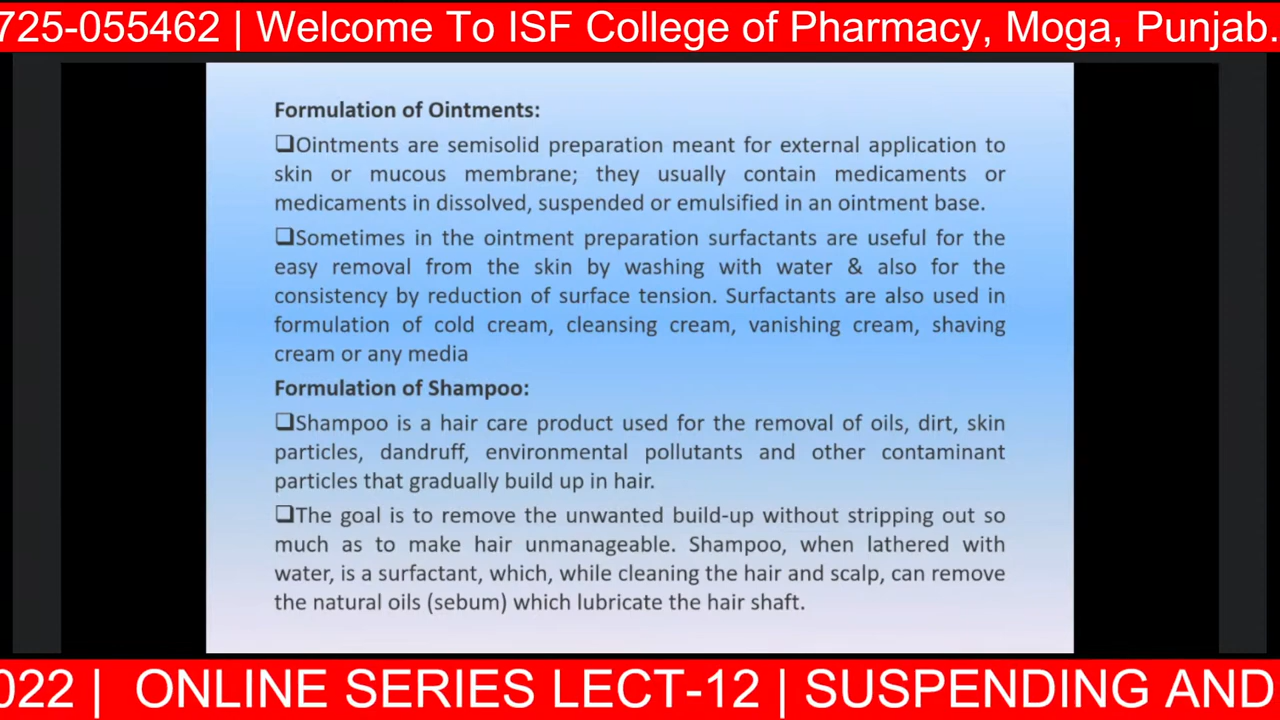 725-055462 | Welcome To ISF College of Pharmacy, Moga, Punjab.
Formulation of Ointments:
❑Ointments are semisolid preparation meant for external application to
skin or mucous membrane; they usually contain medicaments or
medicaments in dissolved, suspended or emulsified in an ointment base.
❑Sometimes in the ointment preparation surfactants are useful for the
easy removal from the skin by washing with water & also for the
consistency by reduction of surface tension. Surfactants are also used in
formulation of cold cream, cleansing cream, vanishing cream, shaving
cream or any media
Formulation of Shampoo:
❑Shampoo is a hair care product used for the removal of oils, dirt, skin
particles, dandruff, environmental pollutants and other contaminant
particles that gradually build up in hair.
❑The goal is to remove the unwanted build-up without stripping out so
much as to make hair unmanageable. Shampoo, when lathered with
water, is a surfactant, which, while cleaning the hair and scalp, can remove
the natural oils (sebum) which lubricate the hair shaft.
022 | ONLINE SERIES LECT-12 | SUSPENDING AND